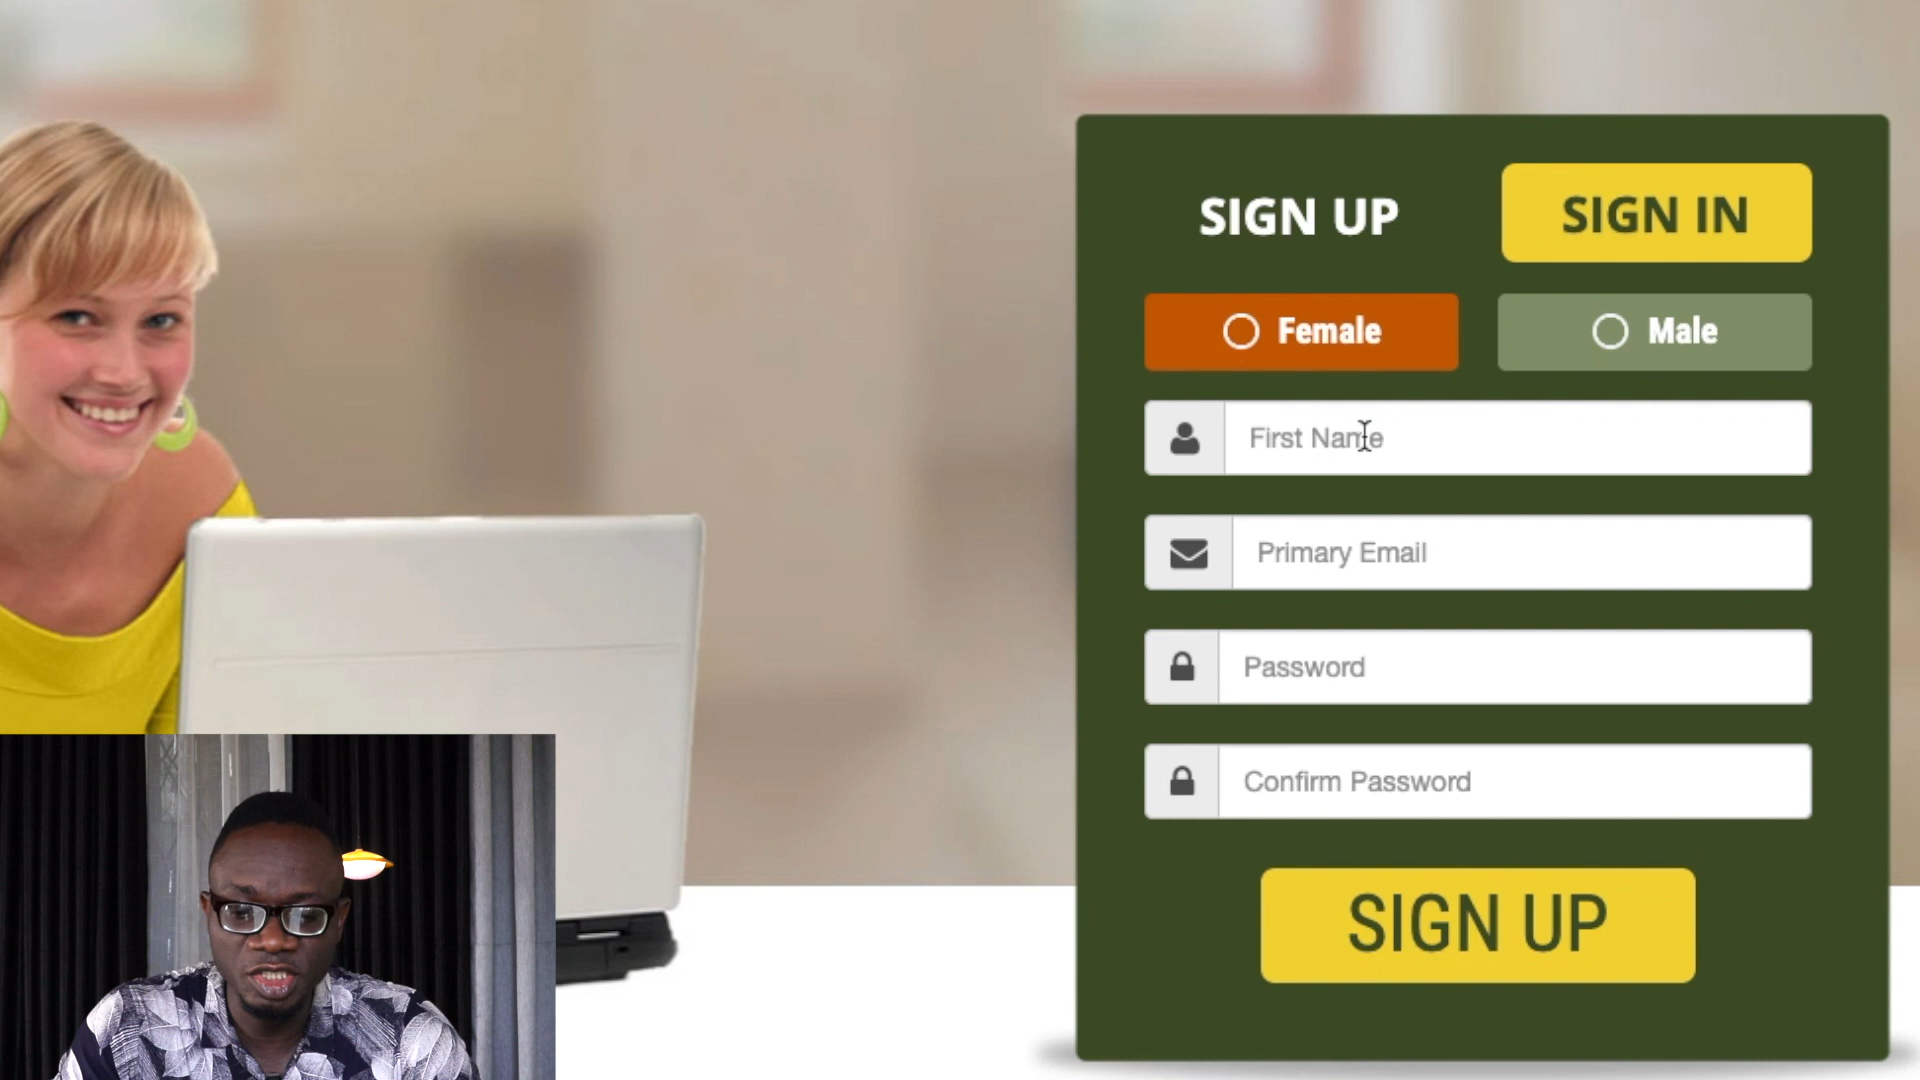 SIGN UP
SIGN IN
Female
Male
First Name
Primary Email
Password
Confirm Password
SIGN UP